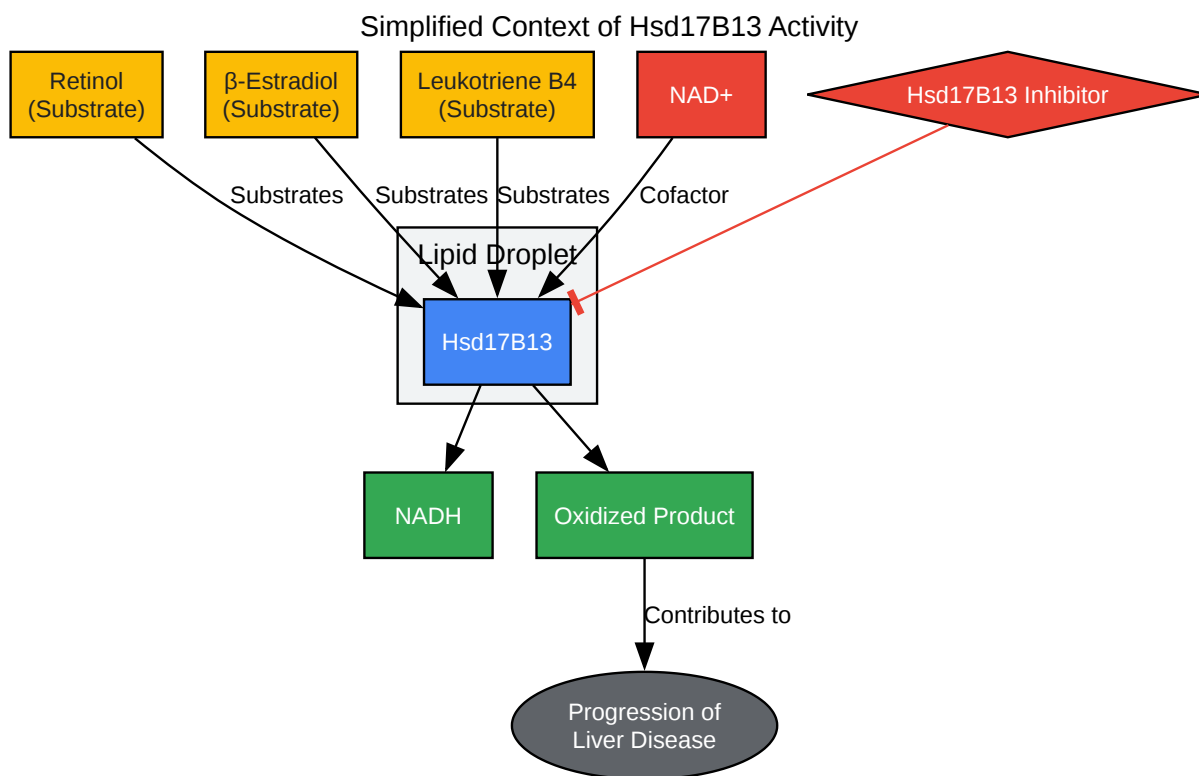 Simplified Context of Hsd17B13 Activity
Retinol
(Substrate)
β-Estradiol
(Substrate)
Leukotriene B4
(Substrate)
NAD+
Hsd17B13 Inhibitor
Substrates
Substrates
Substrates
Cofactor
Lipid Droplet
Hsd17B13
NADH
Oxidized Product
Contributes to
Progression of
Liver Disease